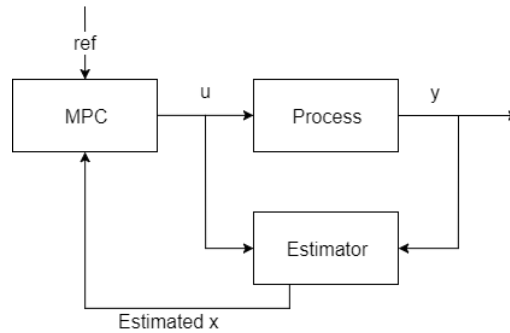 ref
MPC
u
Process
y
Estimator
Estimated x